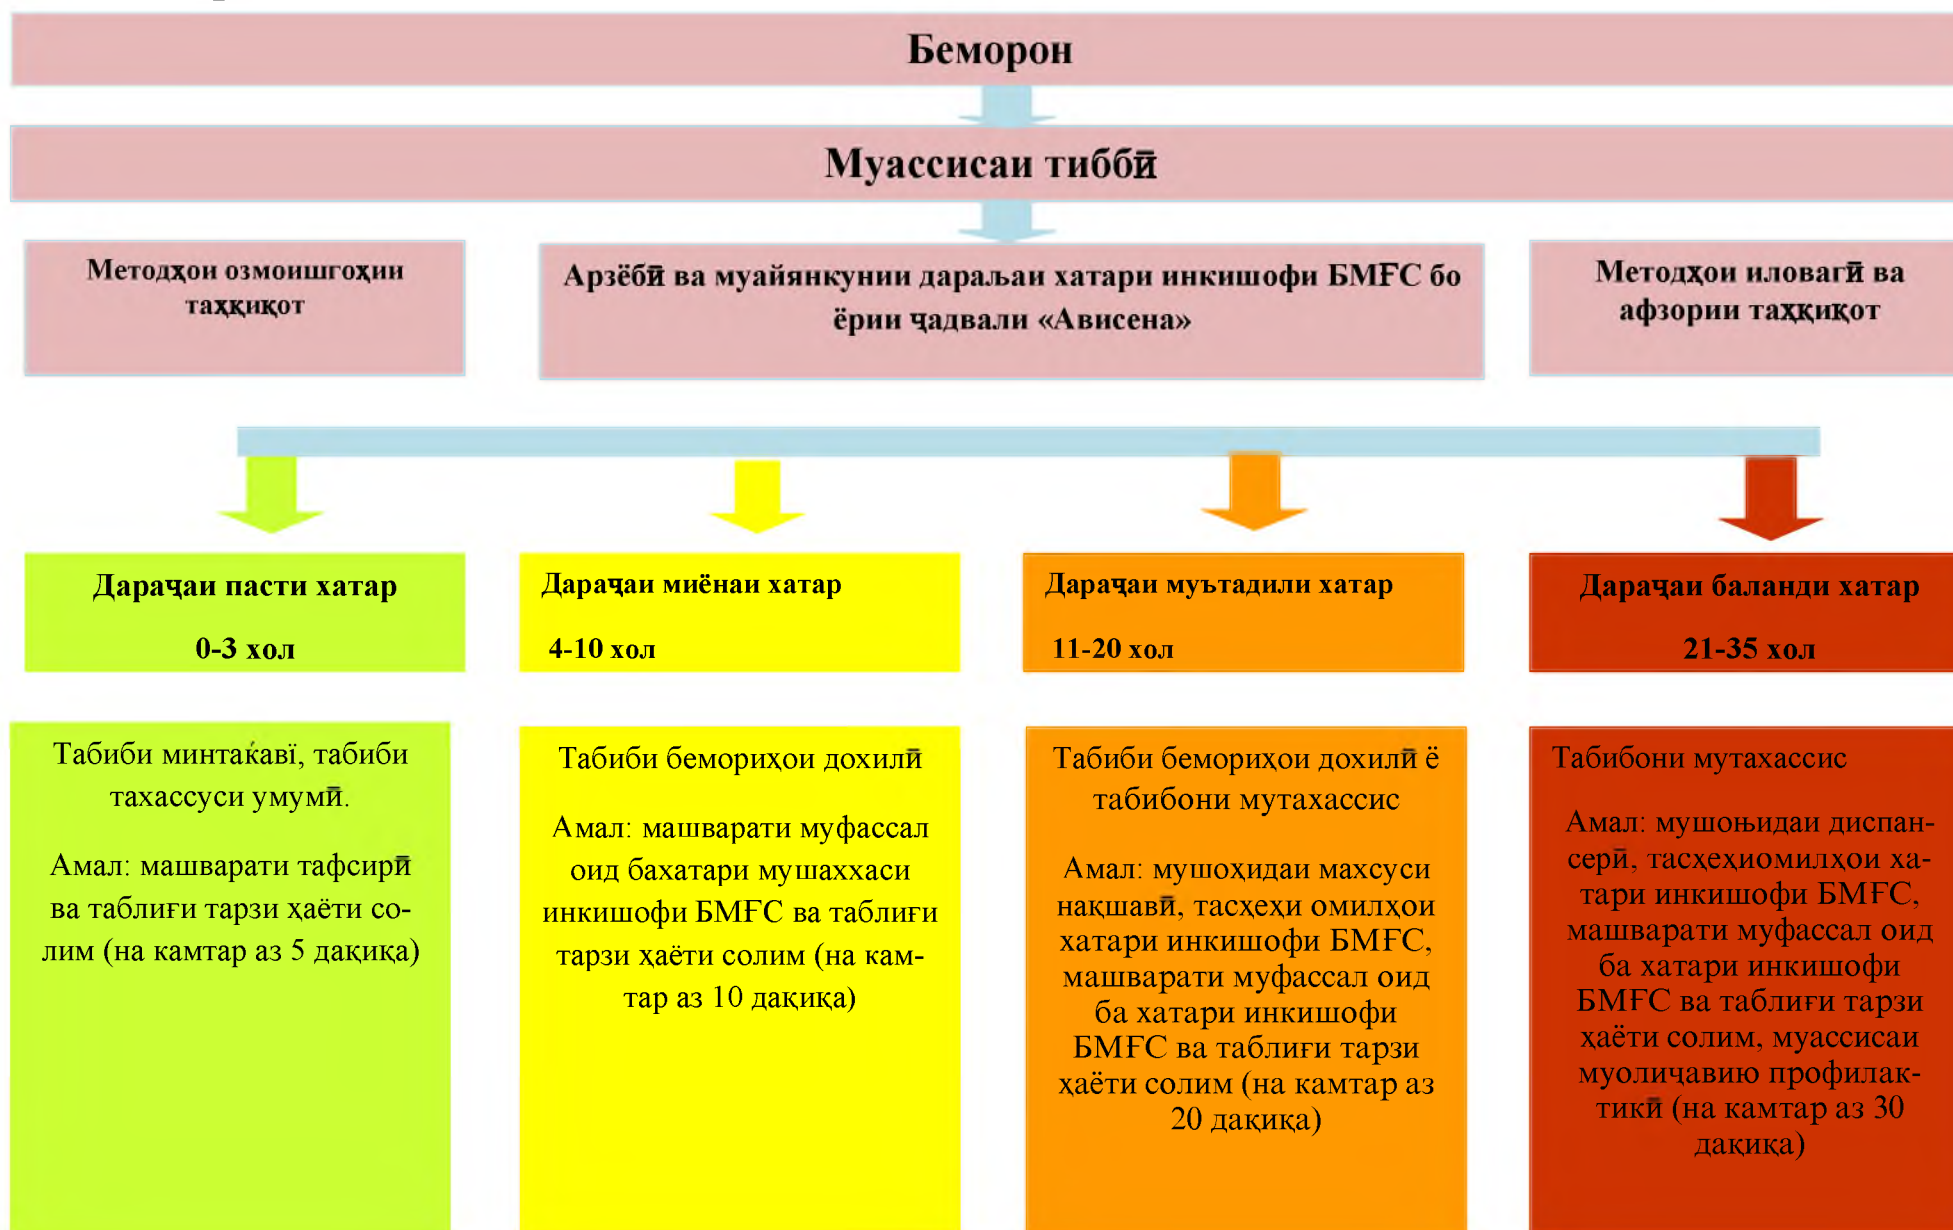 Беморон
Муассисаи тиббӣ
Методҳои озмоишгоҳии
таҳқиқот
Арзёбӣ ва муайянкунии дараљаи хатари инкишофи БМҒС бо
ёрии ҷадвали «Ависена»
Методҳои иловагӣ ва
афзории таҳқиқот
Дараҷаи пасти хатар
0-3 хол
Дараҷаи миёнаи хатар
4-10 хол
Дараҷаи муътадили хатар
11-20 хол
Дараҷаи баланди хатар
21-35 хол
Табиби минтаќавї, табиби
тахассуси умумӣ.
Амал: машварати тафсирӣ
ва таблиғи тарзи ҳаёти со-
лим (на камтар аз 5 дақиқа)
Табиби бемориҳои дохилӣ
Амал: машварати муфассал
оид бахатари мушаххаси
инкишофи БМҒС ва таблиғи
тарзи ҳаёти солим (на кам-
тар аз 10 дақиқа)
Табиби бемориҳои дохилӣ ё
табибони мутахассис
Амал: мушоҳидаи махсуси
нақшавӣ, тасҳеҳи омилҳои
хатари инкишофи БМҒС,
машварати муфассал оид
ба хатари инкишофи
БМҒС ва таблиғи тарзи
ҳаёти солим (на камтар аз
20 дақиқа)
Табибони мутахассис
Амал: мушоњидаи диспан-
серӣ, тасҳеҳиомилҳои ха-
тари инкишофи БМҒС,
машварати муфассал оид
ба хатари инкишофи
БМҒС ва таблиғи тарзи
ҳаёти солим, муассисаи
муоличавию профилак-
тикӣ (на камтар аз 30
дақиқа)